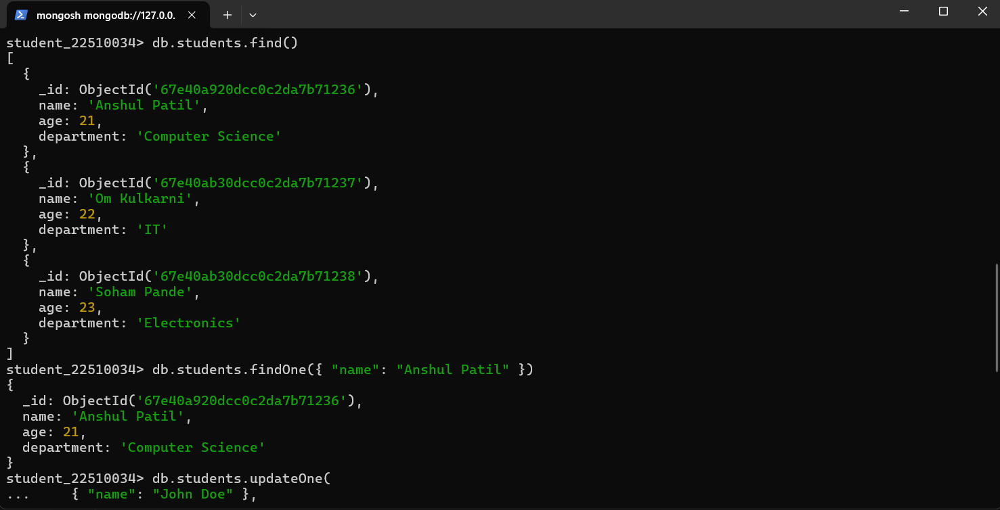 mongosh mongodb://127.0.0.
student_22510034> db.students.find()
[
  {
    _id: ObjectId('67e40a920dcc0c2da7b71236'),
    name: 'Anshul Patil',
    age: 21,
    department: 'Computer Science'
  },
  {
    _id: ObjectId('67e40ab30dcc0c2da7b71237'),
    name: 'Om Kulkarni',
    age: 22,
    department: 'IT'
  },
  {
    _id: ObjectId('67e40ab30dcc0c2da7b71238'),
    name: 'Soham Pande',
    age: 23,
    department: 'Electronics'
  }
]
student_22510034> db.students.findOne({ "name": "Anshul Patil" })
{
  _id: ObjectId('67e40a920dcc0c2da7b71236'),
  name: 'Anshul Patil',
  age: 21,
  department: 'Computer Science'
}
student_22510034> db.students.updateOne(
...     { "name": "John Doe" },